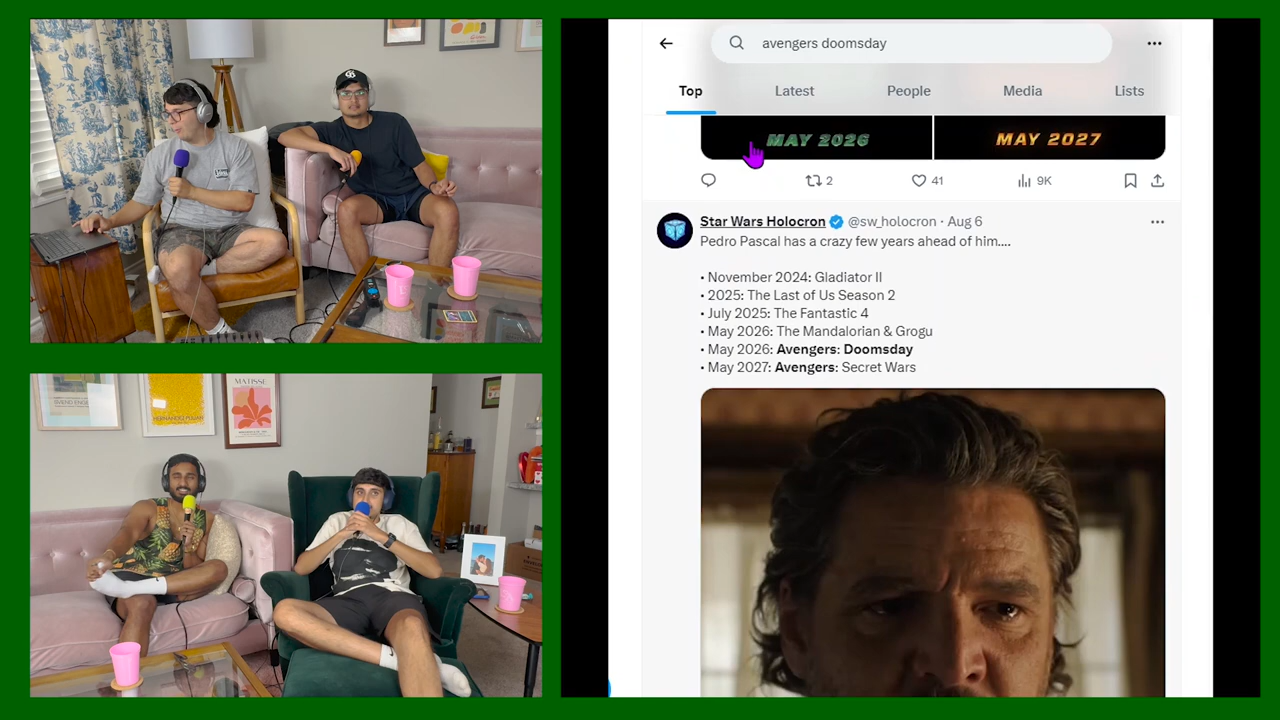 avengers doomsday
Top
Latest
People
Media
Lists
MAY 2026
MAY 2027
2
41
9K
Star Wars Holocron @sw_holocron · Aug 6
Pedro Pascal has a crazy few years ahead of him....
• November 2024: Gladiator II
• 2025: The Last of Us Season 2
• July 2025: The Fantastic 4
• May 2026: The Mandalorian & Grogu
• May 2026: Avengers: Doomsday
• May 2027: Avengers: Secret Wars
MATISSE